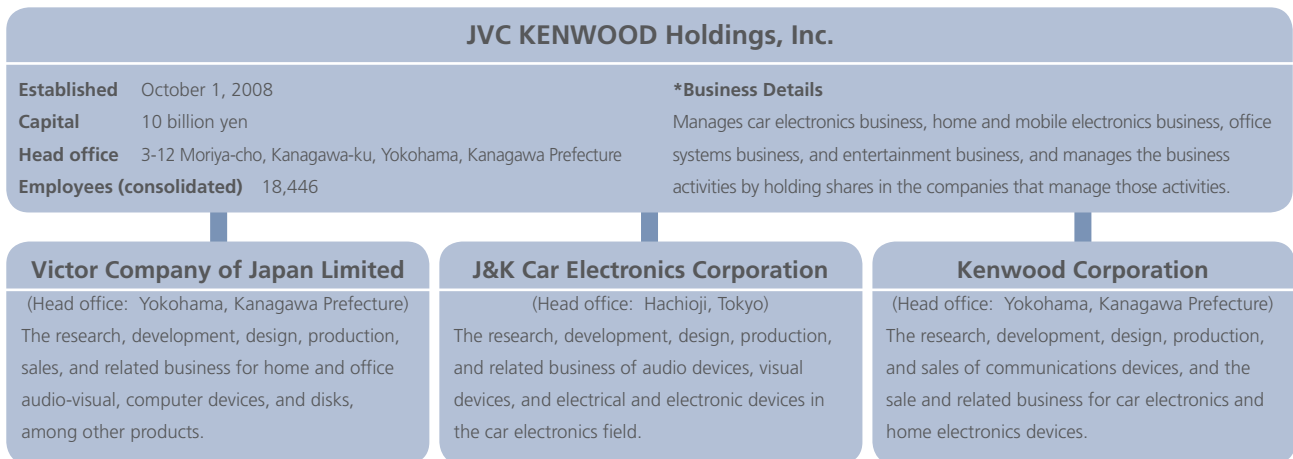 JVC KENWOOD Holdings, Inc.
Established October 1, 2008
Capital 10 billion yen
Head office 3-12 Moriya-cho, Kanagawa-ku, Yokohama, Kanagawa Prefecture
Employees (consolidated) 18,446
*Business Details
Manages car electronics business, home and mobile electronics business, office
systems business, and entertainment business, and manages the business
activities by holding shares in the companies that manage those activities.
Victor Company of Japan Limited
(Head office: Yokohama, Kanagawa Prefecture)
The research, development, design, production,
sales, and related business for home and office
audio-visual, computer devices, and disks,
among other products.
J&K Car Electronics Corporation
(Head office: Hachioji, Tokyo)
The research, development, design, production,
and related business of audio devices, visual
devices, and electrical and electronic devices in
the car electronics field.
Kenwood Corporation
(Head office: Yokohama, Kanagawa Prefecture)
The research, development, design, production,
and sales of communications devices, and the
sale and related business for car electronics and
home electronics devices.